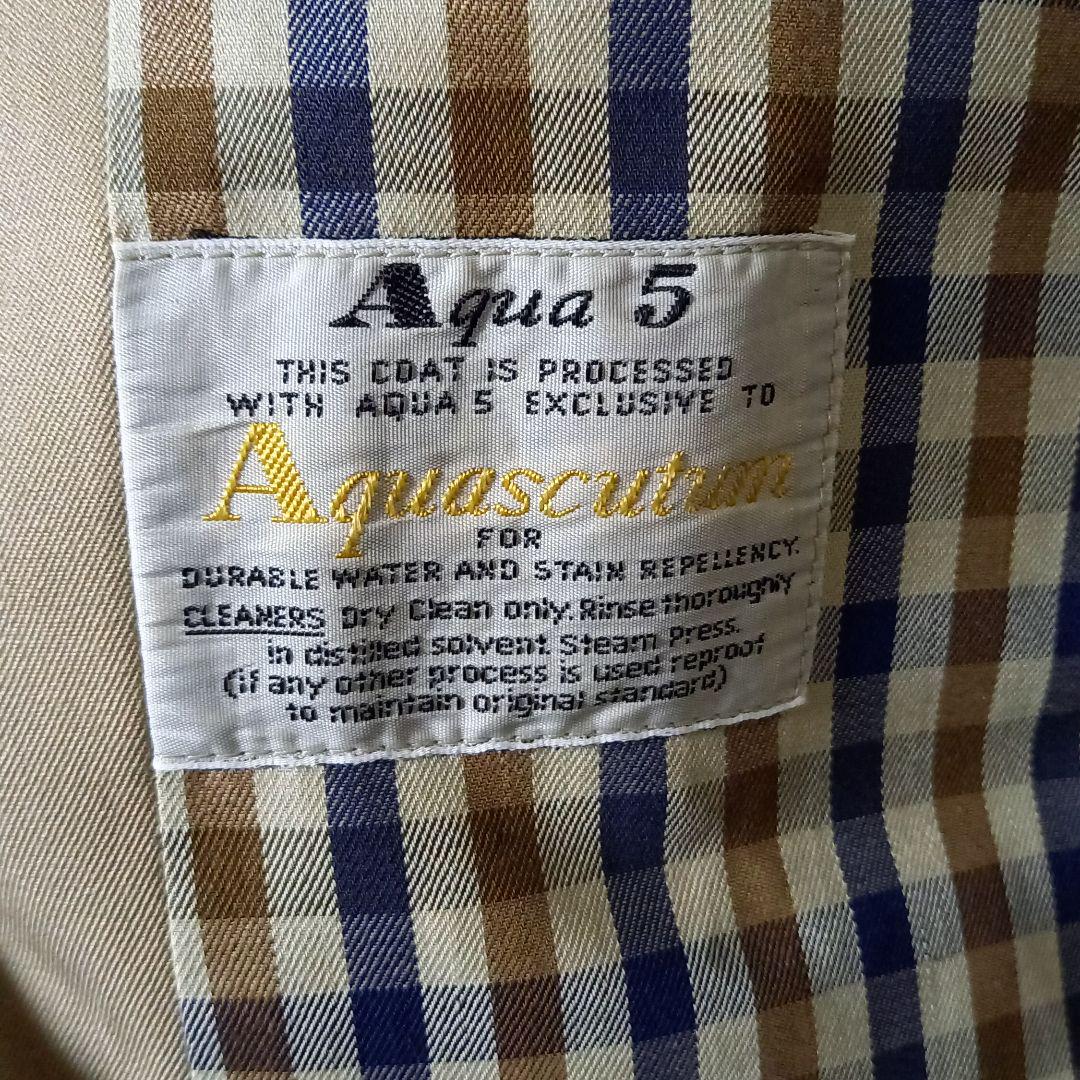 Aqua 5
THIS COAT IS PROCESSED
WITH AQUA 5 EXCLUSIVE TO
Aquascutum
FOR
DURABLE WATER AND STAIN REPELLENCY.
CLEANERS Dry Clean only. Rinse thoroughly
in distilled solvent Steam Press.
(if any other process is used reproof
to maintain original standard)